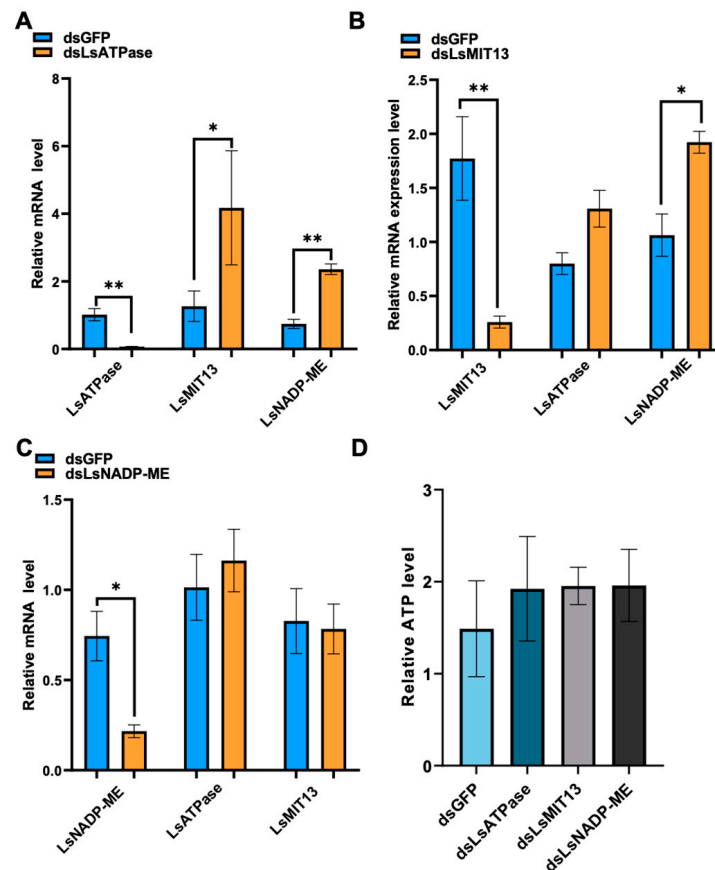 A
dsGFP
dsLsATPase
Relative mRNA level
8
6
4
2
0
**
*
**
LsATPase
LsMIT13
LsNADP-ME
B
dsGFP
dsLsMIT13
Relative mRNA expression level
2.5
2.0
1.5
1.0
0.5
0.0
**
*
LsMIT13
LsATPase
LsNADP-ME
C
dsGFP
dsLsNADP-ME
Relative mRNA level
1.5
1.0
0.5
0.0
*
LsNADP-ME
LsATPase
LsMIT13
D
Relative ATP level
3
2
1
0
dsGFP
dsLsATPase
dsLsMIT13
dsLsNADP-ME